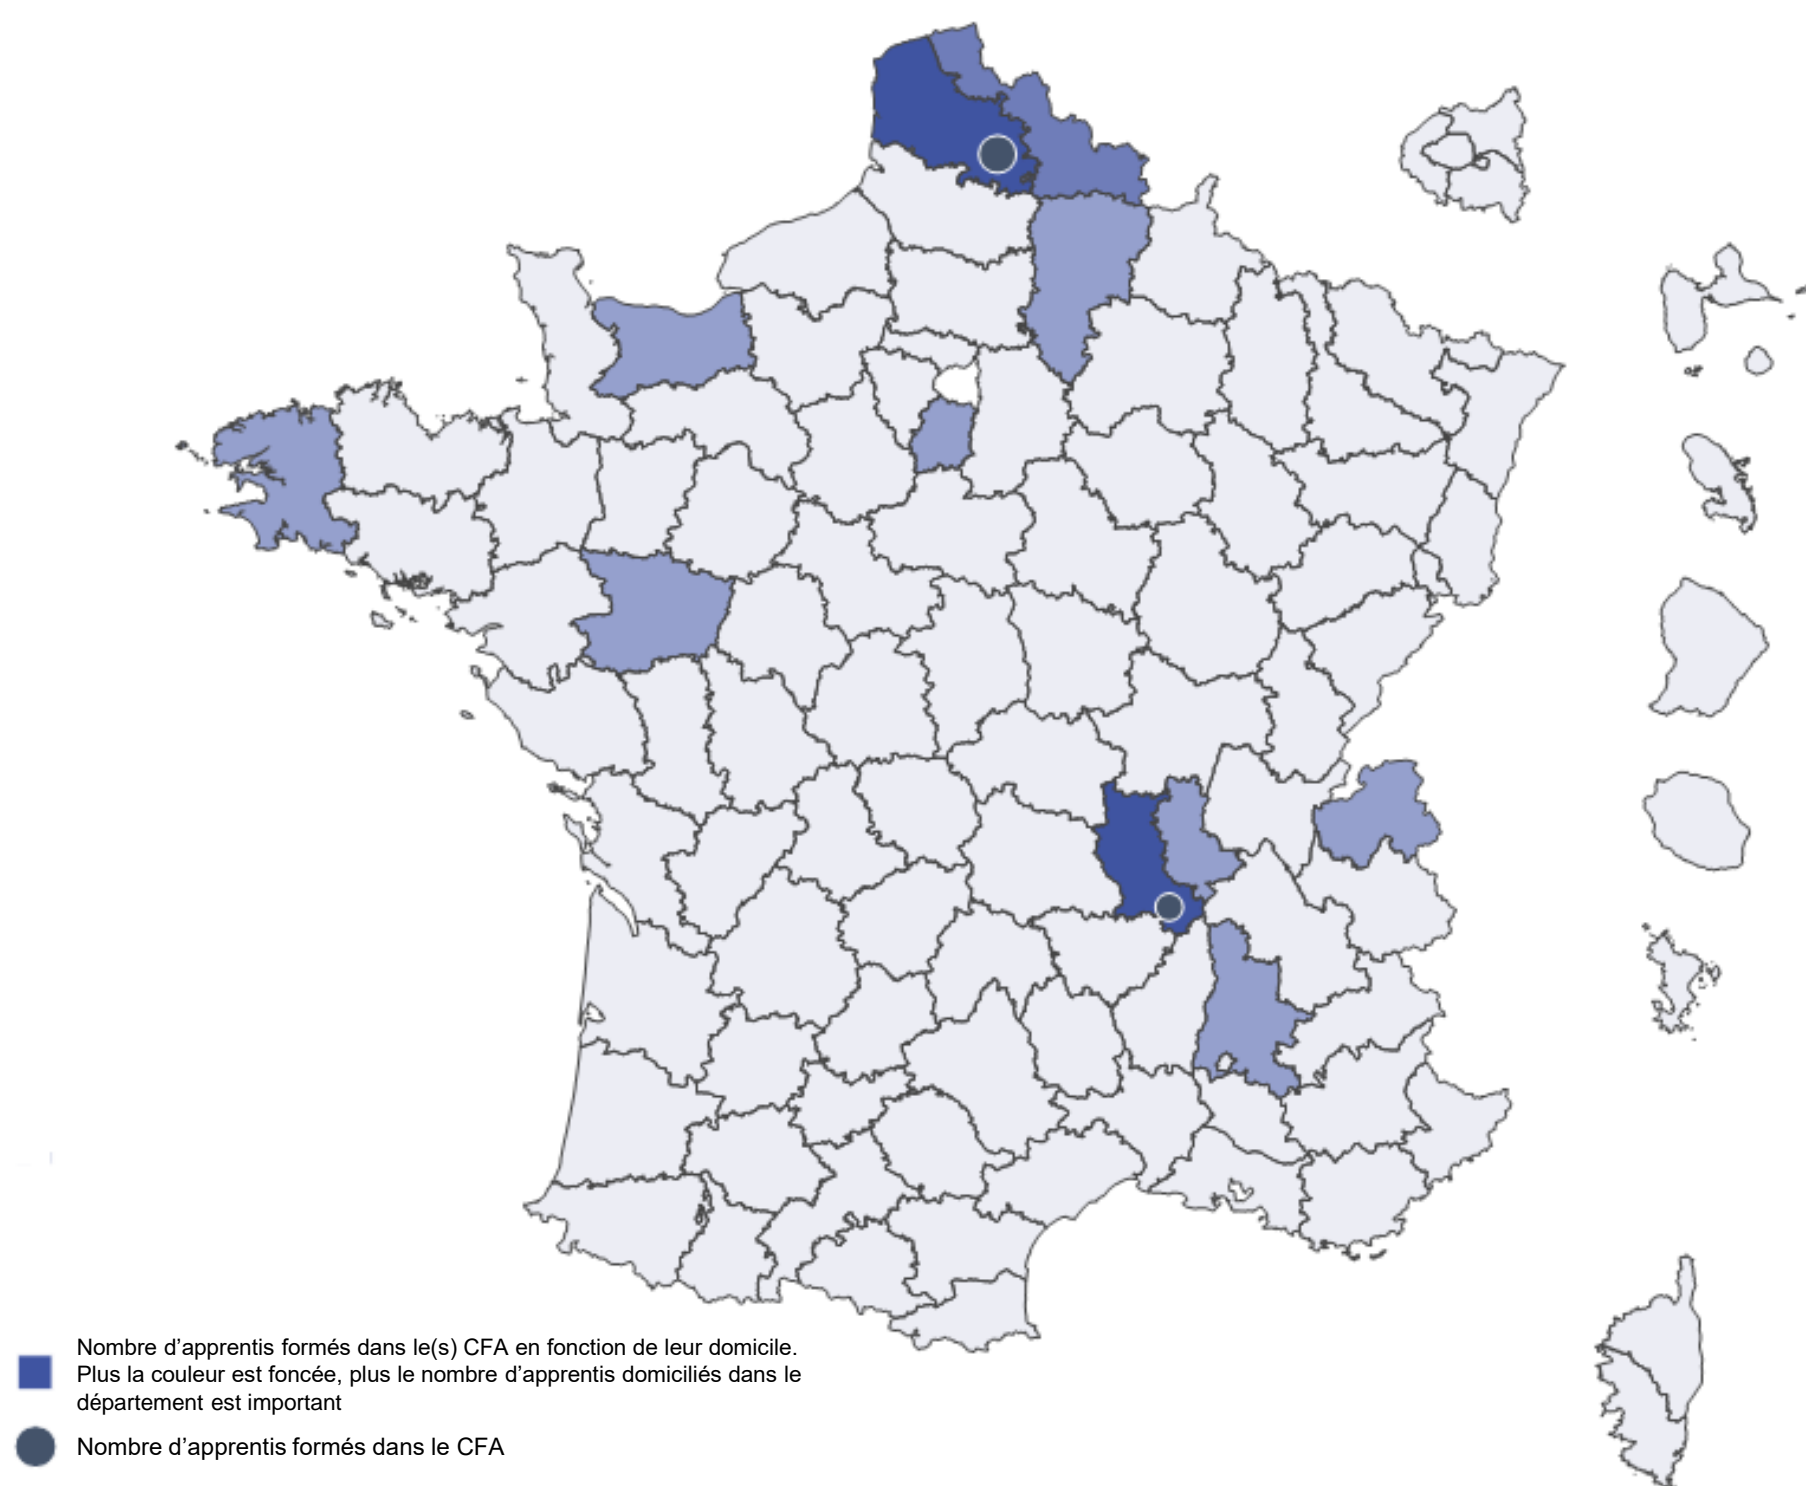 Nombre d’apprentis formés dans le(s) CFA en fonction de leur domicile.
Plus la couleur est foncée, plus le nombre d’apprentis domiciliés dans le
département est important
Nombre d’apprentis formés dans le CFA